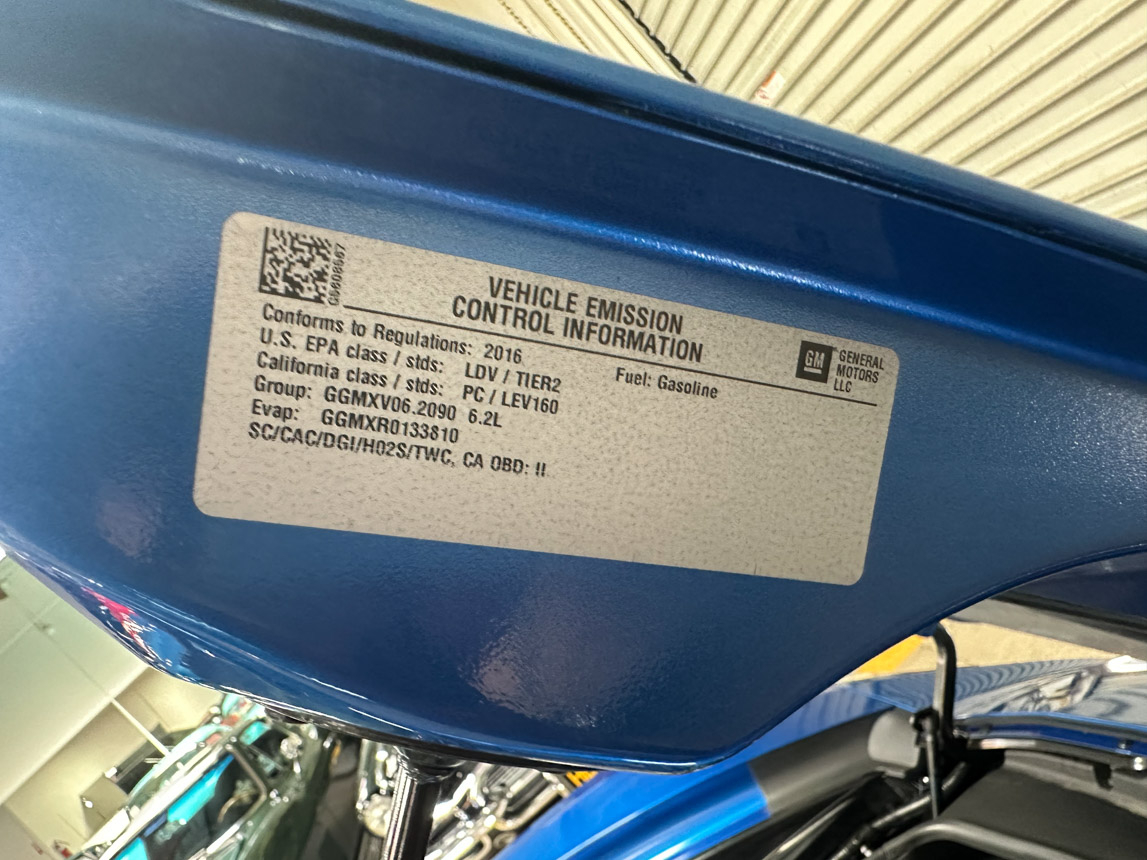 VEHICLE EMISSION
CONTROL INFORMATION
GM
GENERAL
MOTORS
LLC
Conforms to Regulations: 2016
Fuel: Gasoline
U.S. EPA class / stds: LDV / TIER2
California class / stds: PC / LEV160
Group: GGMXV06.2090 6.2L
Evap: GGMXR0133810
SC/CAC/DGI/HO2S/TWC, CA OBD: II